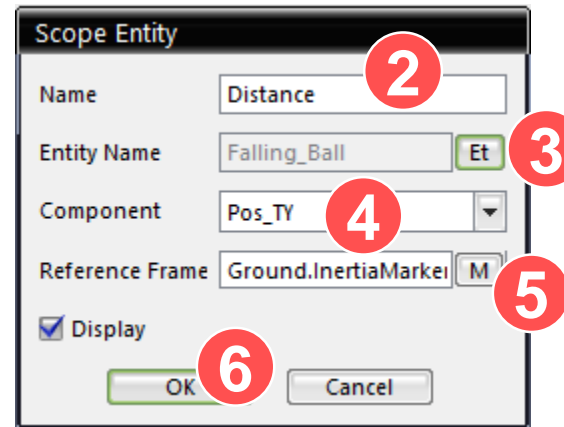 Scope Entity
2
Name Distance
Entity Name Falling_Ball Et 3
Component Pos_TY 4
Reference Frame Ground.InertiaMarker M 5
Display
OK 6 Cancel